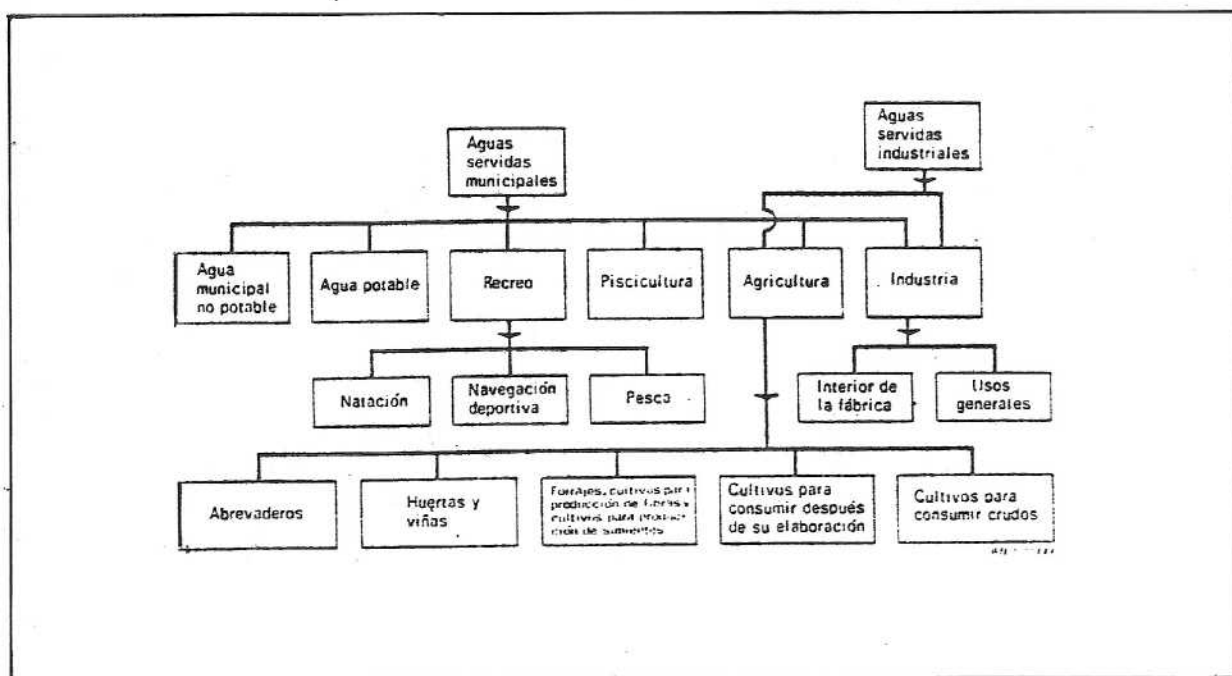 Aguas
servidas
municipales
Aguas
servidas
industriales
Agua
municipal
no potable
Agua potable
Recreo
Piscicultura
Agricultura
Industria
Natación
Navegación
deportiva
Pesca
Interior de
la fábrica
Usos
generales
Abrevaderos
Huertas y
viñas
Forrajes, cultivos para
producción de fibras y
cultivos para produc-
ción de simientes
Cultivos para
consumir después
de su elaboración
Cultivos para
consumir crudos